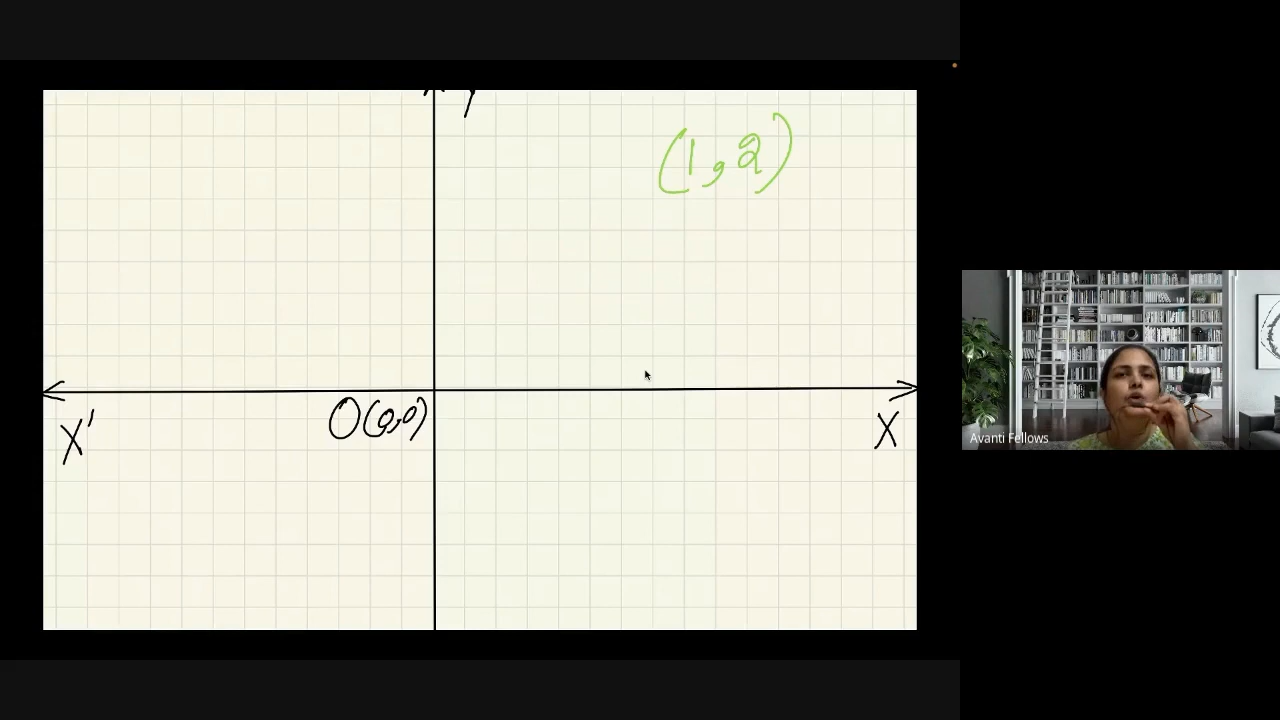 y
(1,2)
O(0,0)
X'
X
Avanti Fellows